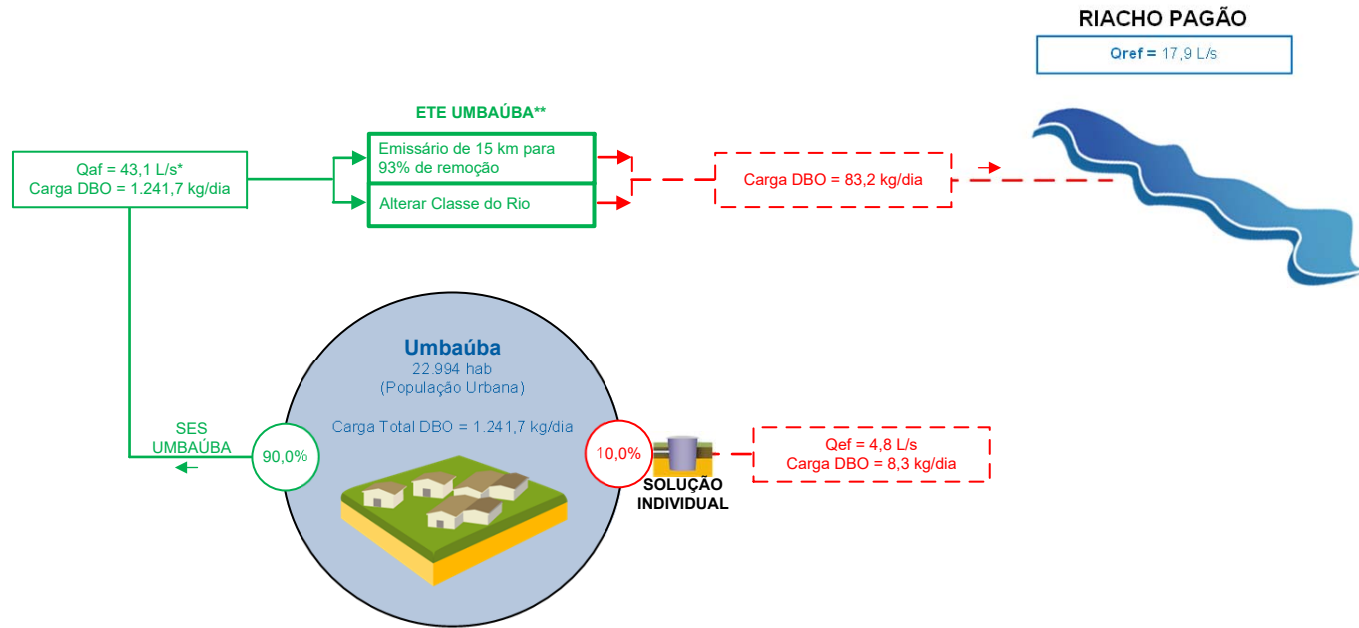 RIACHO PAGÃO
Qref = 17,9 L/s
ETE UMBAÚBA**
Emissário de 15 km para
93% de remoção
Alterar Classe do Rio
Qaf = 43,1 L/s*
Carga DBO = 1.241,7 kg/dia
Carga DBO = 83,2 kg/dia
Umbaúba
22.994 hab
(População Urbana)
Carga Total DBO = 1.241,7 kg/dia
SES
UMBAÚBA
90,0%
10,0%
SOLUÇÃO
INDIVIDUAL
Qef = 4,8 L/s
Carga DBO = 8,3 kg/dia